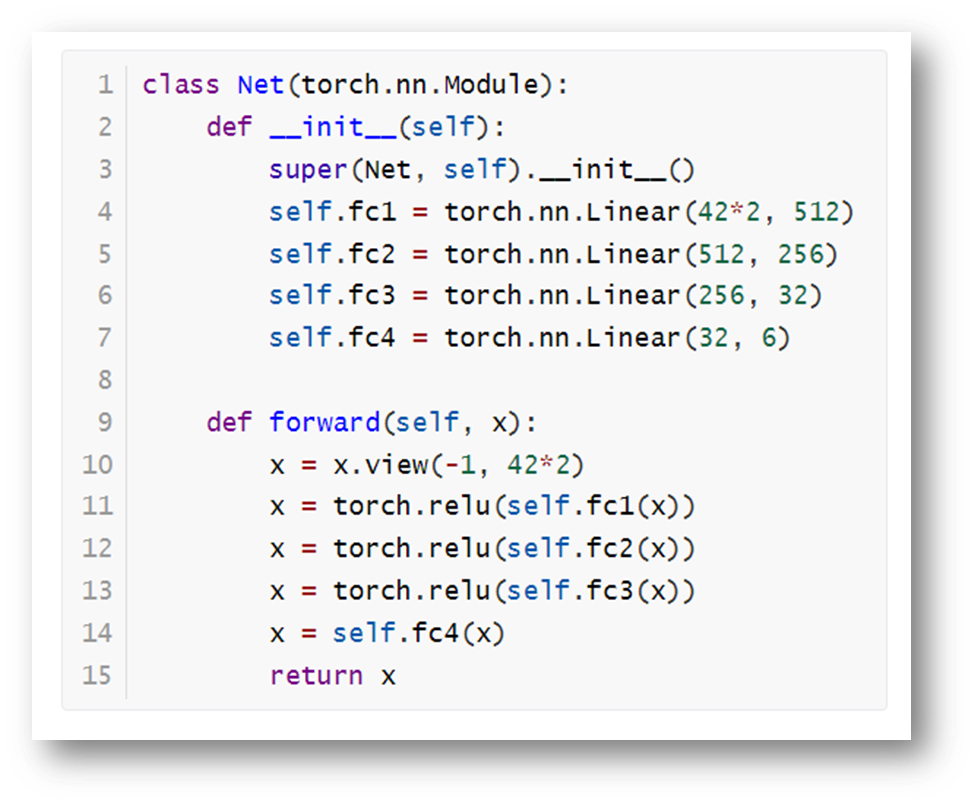 1 class Net(torch.nn.Module):
2     def __init__(self):
3         super(Net, self).__init__()
4         self.fc1 = torch.nn.Linear(42*2, 512)
5         self.fc2 = torch.nn.Linear(512, 256)
6         self.fc3 = torch.nn.Linear(256, 32)
7         self.fc4 = torch.nn.Linear(32, 6)
8
9     def forward(self, x):
10         x = x.view(-1, 42*2)
11         x = torch.relu(self.fc1(x))
12         x = torch.relu(self.fc2(x))
13         x = torch.relu(self.fc3(x))
14         x = self.fc4(x)
15         return x